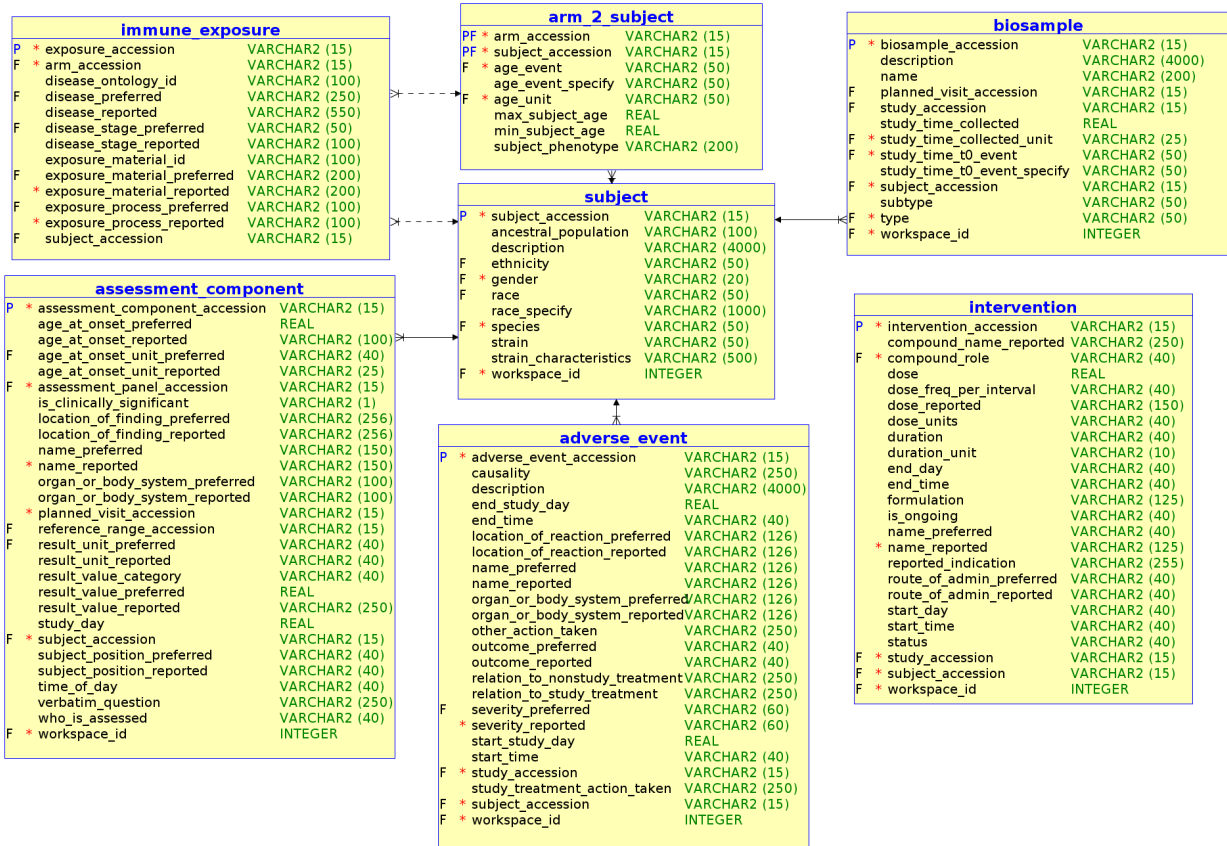 immune_exposure
P * exposure_accession VARCHAR2 (15)
F * arm_accession VARCHAR2 (15)
disease_ontology_id VARCHAR2 (100)
F disease_preferred VARCHAR2 (250)
disease_reported VARCHAR2 (550)
F disease_stage_preferred VARCHAR2 (50)
disease_stage_reported VARCHAR2 (100)
exposure_material_id VARCHAR2 (100)
F exposure_material_preferred VARCHAR2 (200)
* exposure_material_reported VARCHAR2 (200)
F exposure_process_preferred VARCHAR2 (100)
* exposure_process_reported VARCHAR2 (100)
F subject_accession VARCHAR2 (15)
arm_2_subject
PF * arm_accession VARCHAR2 (15)
PF * subject_accession VARCHAR2 (15)
F * age_event VARCHAR2 (50)
age_event_specify VARCHAR2 (50)
F * age_unit VARCHAR2 (50)
max_subject_age REAL
min_subject_age REAL
subject_phenotype VARCHAR2 (200)
biosample
P * biosample_accession VARCHAR2 (15)
description VARCHAR2 (4000)
name VARCHAR2 (200)
F planned_visit_accession VARCHAR2 (15)
F study_accession VARCHAR2 (15)
study_time_collected REAL
F * study_time_collected_unit VARCHAR2 (25)
F * study_time_t0_event VARCHAR2 (50)
study_time_t0_event_specify VARCHAR2 (50)
F * subject_accession VARCHAR2 (15)
subtype VARCHAR2 (50)
F * type VARCHAR2 (50)
F * workspace_id INTEGER
subject
P * subject_accession VARCHAR2 (15)
ancestral_population VARCHAR2 (100)
description VARCHAR2 (4000)
F ethnicity VARCHAR2 (50)
F * gender VARCHAR2 (20)
F race VARCHAR2 (50)
race_specify VARCHAR2 (1000)
F * species VARCHAR2 (50)
strain VARCHAR2 (50)
strain_characteristics VARCHAR2 (500)
F * workspace_id INTEGER
assessment_component
P * assessment_component_accession VARCHAR2 (15)
age_at_onset_preferred REAL
age_at_onset_reported VARCHAR2 (100)
F age_at_onset_unit_preferred VARCHAR2 (40)
age_at_onset_unit_reported VARCHAR2 (25)
F * assessment_panel_accession VARCHAR2 (15)
is_clinically_significant VARCHAR2 (1)
location_of_finding_preferred VARCHAR2 (256)
location_of_finding_reported VARCHAR2 (256)
name_preferred VARCHAR2 (150)
* name_reported VARCHAR2 (150)
organ_or_body_system_preferred VARCHAR2 (100)
organ_or_body_system_reported VARCHAR2 (100)
* planned_visit_accession VARCHAR2 (15)
F reference_range_accession VARCHAR2 (15)
F result_unit_preferred VARCHAR2 (40)
result_unit_reported VARCHAR2 (40)
result_value_category VARCHAR2 (40)
result_value_preferred REAL
result_value_reported VARCHAR2 (250)
study_day REAL
F * subject_accession VARCHAR2 (15)
subject_position_preferred VARCHAR2 (40)
subject_position_reported VARCHAR2 (40)
time_of_day VARCHAR2 (40)
verbatim_question VARCHAR2 (250)
who_is_assessed VARCHAR2 (40)
F * workspace_id INTEGER
adverse_event
P * adverse_event_accession VARCHAR2 (15)
causality VARCHAR2 (250)
description VARCHAR2 (4000)
end_study_day REAL
end_time VARCHAR2 (40)
location_of_reaction_preferred VARCHAR2 (126)
location_of_reaction_reported VARCHAR2 (126)
name_preferred VARCHAR2 (126)
name_reported VARCHAR2 (126)
organ_or_body_system_preferred VARCHAR2 (126)
organ_or_body_system_reported VARCHAR2 (126)
other_action_taken VARCHAR2 (250)
outcome_preferred VARCHAR2 (40)
outcome_reported VARCHAR2 (40)
relation_to_nonstudy_treatment VARCHAR2 (250)
relation_to_study_treatment VARCHAR2 (250)
F severity_preferred VARCHAR2 (60)
* severity_reported VARCHAR2 (60)
start_study_day REAL
start_time VARCHAR2 (40)
F * study_accession VARCHAR2 (15)
study_treatment_action_taken VARCHAR2 (250)
F * subject_accession VARCHAR2 (15)
F * workspace_id INTEGER
intervention
P * intervention_accession VARCHAR2 (15)
compound_name_reported VARCHAR2 (250)
F * compound_role VARCHAR2 (40)
dose REAL
dose_freq_per_interval VARCHAR2 (40)
dose_reported VARCHAR2 (150)
dose_units VARCHAR2 (40)
duration VARCHAR2 (40)
duration_unit VARCHAR2 (10)
end_day VARCHAR2 (40)
end_time VARCHAR2 (40)
formulation VARCHAR2 (125)
is_ongoing VARCHAR2 (40)
name_preferred VARCHAR2 (40)
* name_reported VARCHAR2 (125)
reported_indication VARCHAR2 (255)
route_of_admin_preferred VARCHAR2 (40)
route_of_admin_reported VARCHAR2 (40)
start_day VARCHAR2 (40)
start_time VARCHAR2 (40)
status VARCHAR2 (40)
F * study_accession VARCHAR2 (15)
F * subject_accession VARCHAR2 (15)
F * workspace_id INTEGER